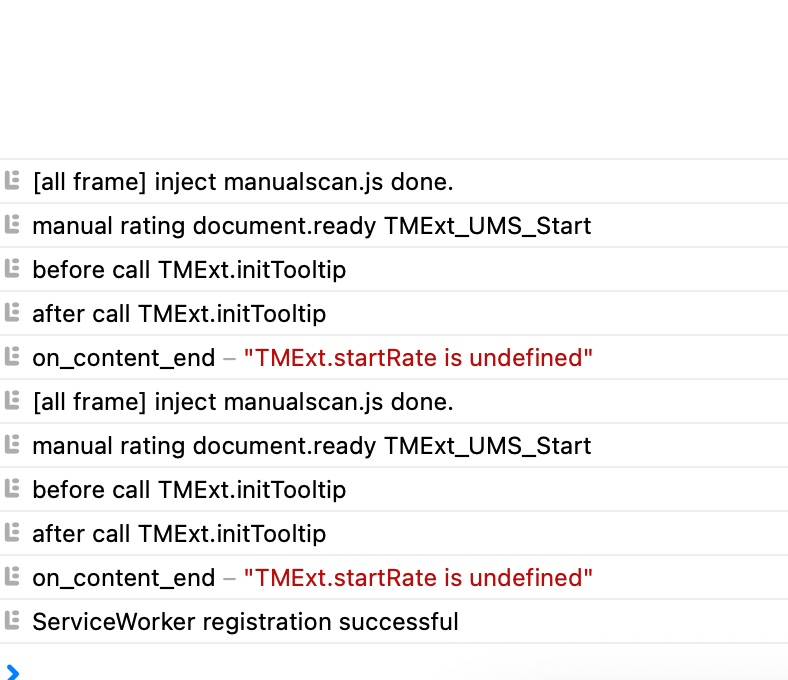 [all frame] inject manualscan.js done.
manual rating document.ready TMExt_UMS_Start
before call TMExt.initTooltip
after call TMExt.initTooltip
on_content_end – "TMExt.startRate is undefined"
[all frame] inject manualscan.js done.
manual rating document.ready TMExt_UMS_Start
before call TMExt.initTooltip
after call TMExt.initTooltip
on_content_end – "TMExt.startRate is undefined"
ServiceWorker registration successful